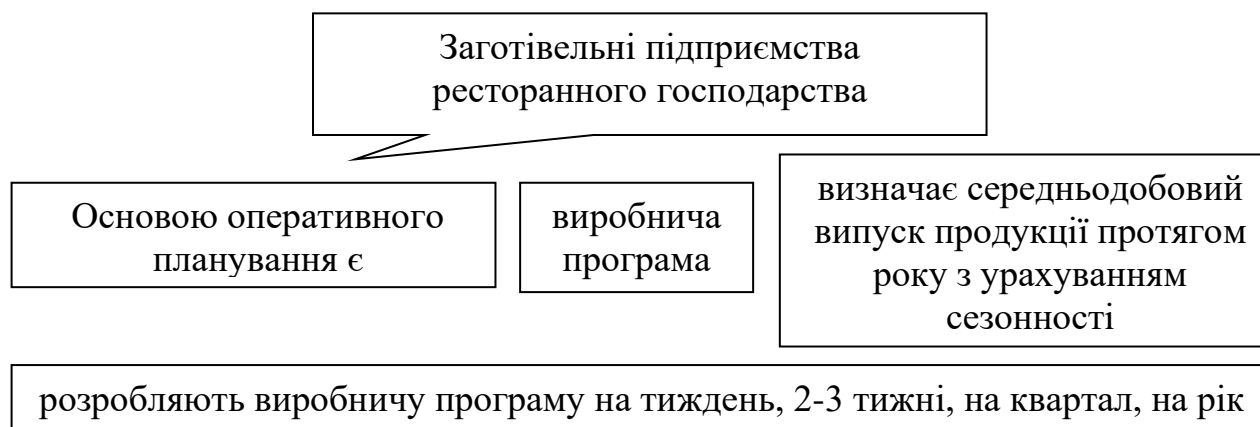 Заготівельні підприємства
ресторанного господарства
Основою оперативного
планування є
виробнича
програма
визначає середньодобовий
випуск продукції протягом
року з урахуванням
сезонності
розробляють виробничу програму на тиждень, 2-3 тижні, на квартал, на рік